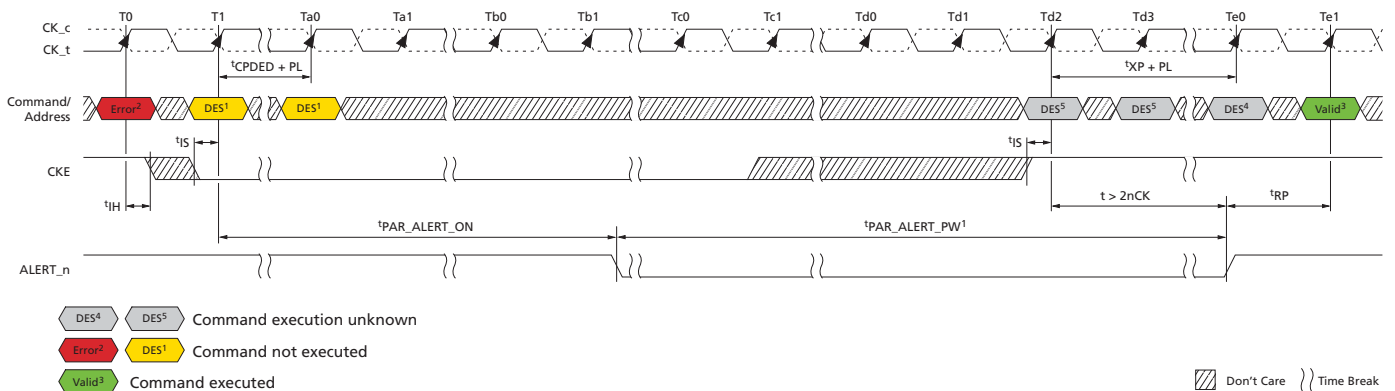 T0 T1 Ta0 Ta1 Tb0 Tb1 Tc0 Tc1 Td0 Td1 Td2 Td3 Te0 Te1
CK_c
CK_t
tCPDED + PL
tXP + PL
Command/
Address
Error2
DES1
DES1
DES5
DES5
DES4
Valid3
tIS
tIS
CKE
tIH
t > 2nCK
tRP
tPAR_ALERT_ON
tPAR_ALERT_PW1
ALERT_n
DES4 DES5 Command execution unknown
Error2 DES1 Command not executed
Valid3 Command executed
Don't Care
Time Break